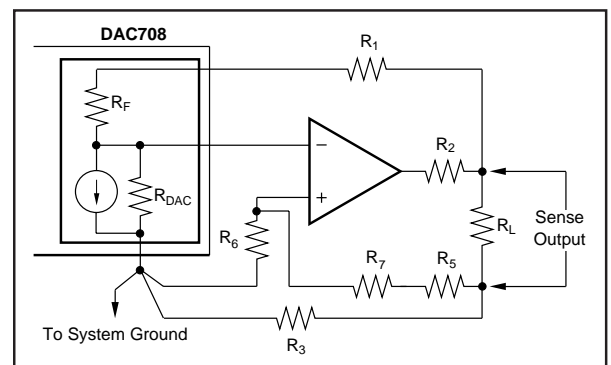 DAC708
R1
RF
R2
−
+
RDAC
RL
Sense
Output
R6
R7
R5
To System Ground
R3